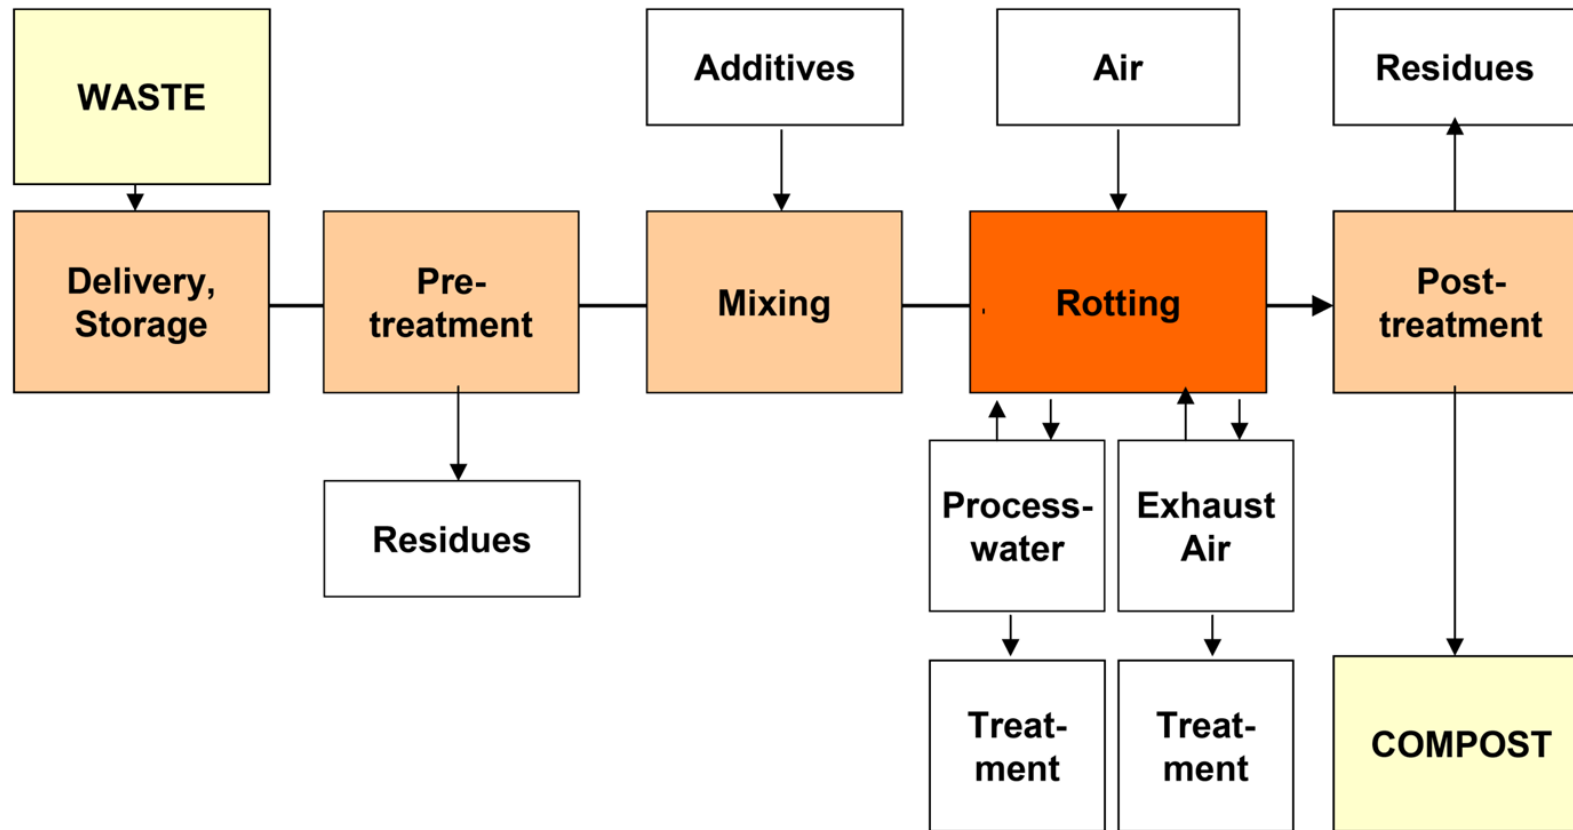 WASTE
Additives
Air
Residues
Delivery,
Storage
Pre-
treatment
Mixing
Rotting
Post-
treatment
Residues
Process-
water
Exhaust
Air
Treat-
ment
Treat-
ment
COMPOST